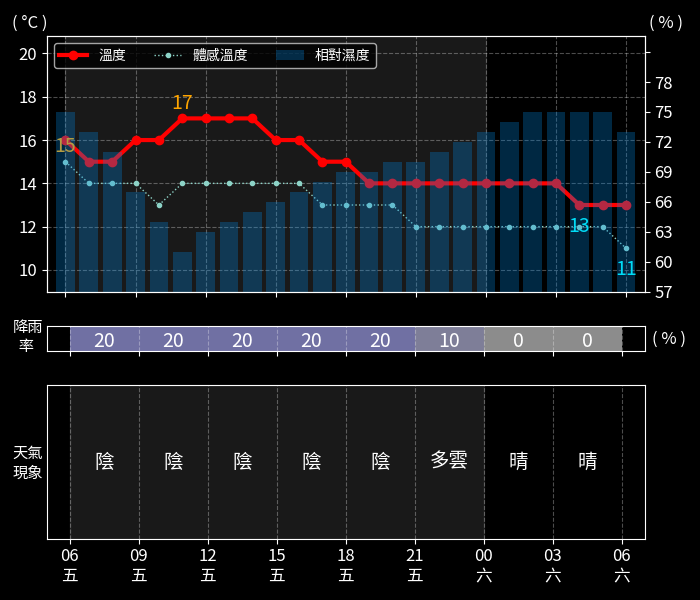 ( °C )
( % )
溫度
體感溫度
相對濕度
20
18
16
14
12
10
78
75
72
69
66
63
60
57
17
15
13
11
降雨
率
20 20 20 20 20 10 0 0
( % )
天氣
現象
陰 陰 陰 陰 陰 多雲 晴 晴
06 09 12 15 18 21 00 03 06
五 五 五 五 五 五 六 六 六